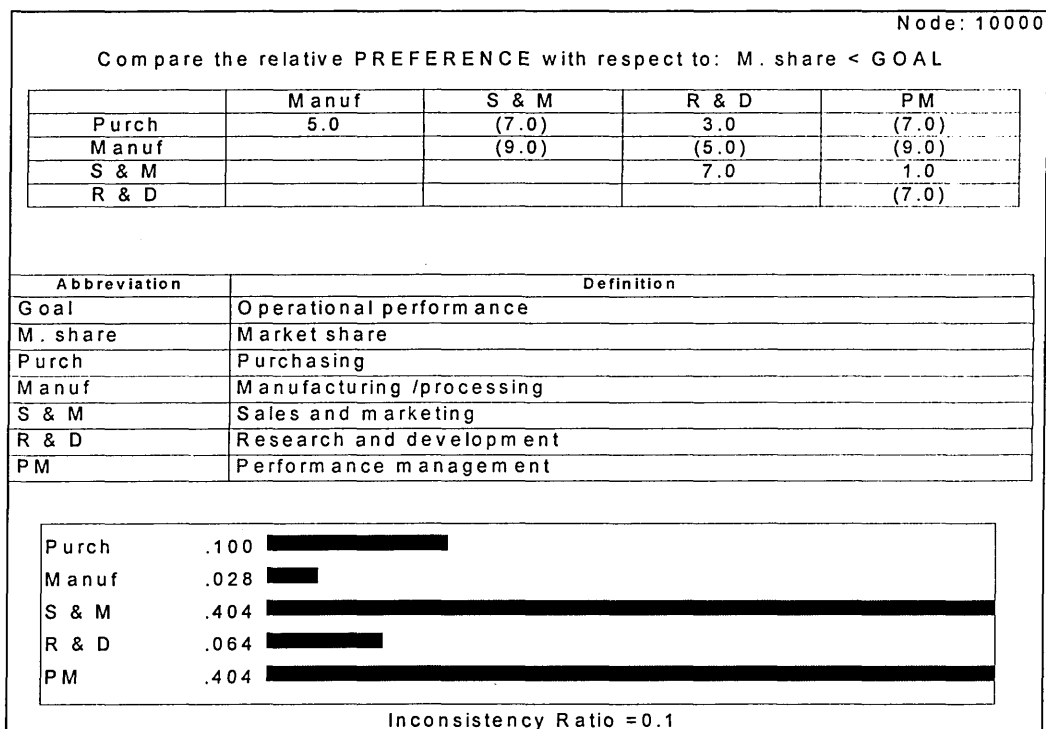 Node: 10000
Compare the relative PREFERENCE with respect to: M. share < GOAL
Manuf S & M R & D PM
Purch 5.0 (7.0) 3.0 (7.0)
Manuf (9.0) (5.0) (9.0)
S & M 7.0 1.0
R & D (7.0)
Abbreviation Definition
Goal Operational performance
M. share Market share
Purch Purchasing
Manuf Manufacturing /processing
S & M Sales and marketing
R & D Research and development
PM Performance management
Purch .100
Manuf .028
S & M .404
R & D .064
PM .404
Inconsistency Ratio =0.1